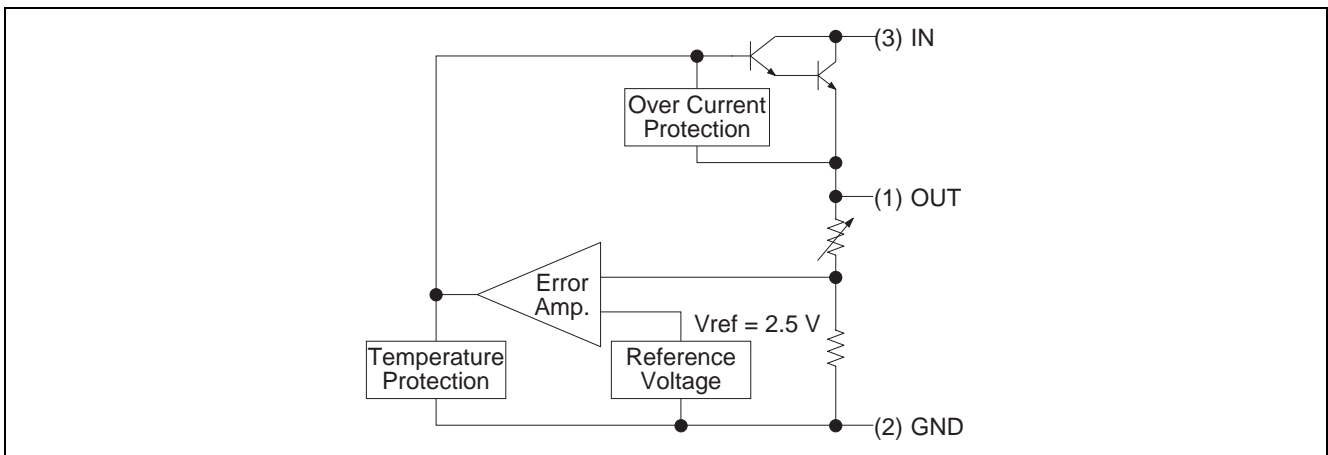 (3) IN
Over Current
Protection
(1) OUT
Error
Amp.
Vref = 2.5 V
Temperature
Protection
Reference
Voltage
(2) GND